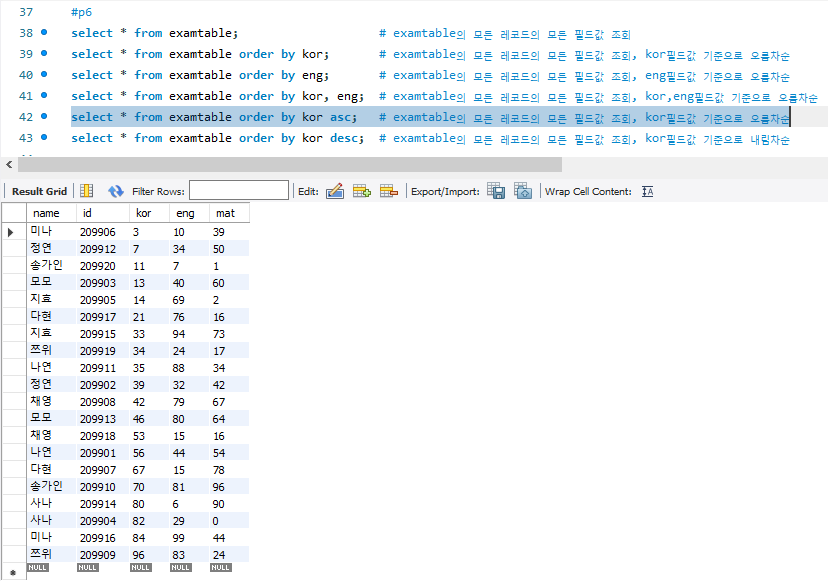 37 #p6
38 select * from examtable; # examtable의 모든 레코드의 모든 필드값 조회
39 select * from examtable order by kor; # examtable의 모든 레코드의 모든 필드값 조회, kor필드값 기준으로 오름차순
40 select * from examtable order by eng; # examtable의 모든 레코드의 모든 필드값 조회, eng필드값 기준으로 오름차순
41 select * from examtable order by kor, eng; # examtable의 모든 레코드의 모든 필드값 조회, kor,eng필드값 기준으로 오름차순
42 select * from examtable order by kor asc; # examtable의 모든 레코드의 모든 필드값 조회, kor필드값 기준으로 오름차순
43 select * from examtable order by kor desc; # examtable의 모든 레코드의 모든 필드값 조회, kor필드값 기준으로 내림차순
Result Grid Filter Rows: Edit: Export/Import: Wrap Cell Content: IA
name id kor eng mat
미나 209906 3 10 39
정연 209912 7 34 50
송가인 209920 11 7 1
모모 209903 13 40 60
지효 209905 14 69 2
다현 209917 21 76 16
지효 209915 33 94 73
쯔위 209919 34 24 17
나연 209911 35 88 34
정연 209902 39 32 42
채영 209908 42 79 67
모모 209913 46 80 64
채영 209918 53 15 16
나연 209901 56 44 54
다현 209907 67 15 78
송가인 209910 70 81 96
사나 209914 80 6 90
사나 209904 82 29 0
미나 209916 84 99 44
쯔위 209909 96 83 24
NULL NULL NULL NULL NULL